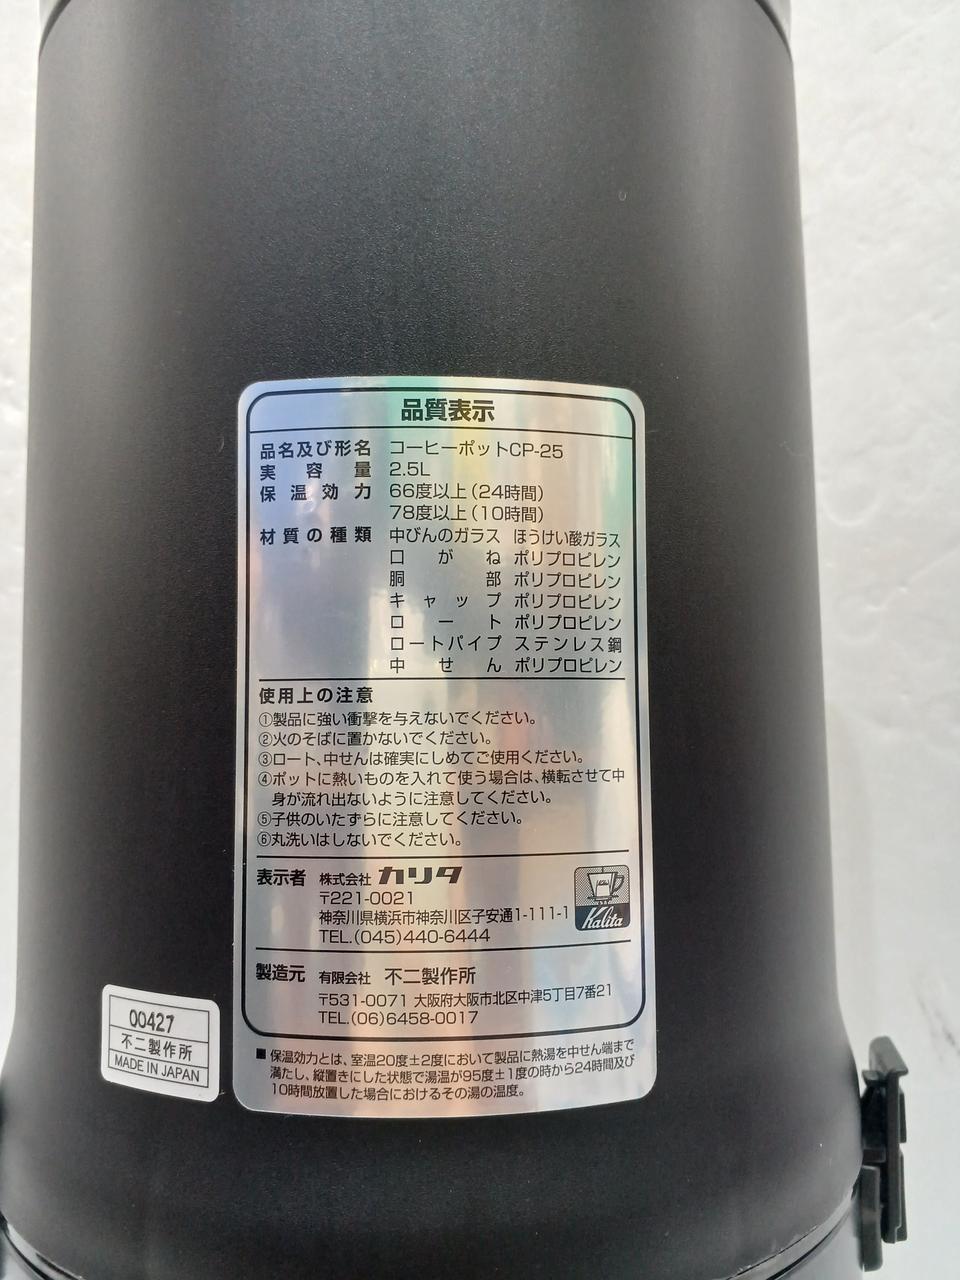 品質表示
品名及び形名 コーヒーポットCP-25
実容量 2.5L
保温効力 66度以上(24時間)
78度以上(10時間)
材質の種類 中びんのガラス ほうけい酸ガラス
口がね ポリプロピレン
胴部 ポリプロピレン
キャップ ポリプロピレン
ロート ポリプロピレン
ロートパイプ ステンレス鋼
中せん ポリプロピレン
使用上の注意
①製品に強い衝撃を与えないでください。
②火のそばに置かないでください。
③ロート、中せんは確実にしめてご使用ください。
④ポットに熱いものを入れて使う場合は、横転させて中
身が流れ出ないように注意してください。
⑤子供のいたずらに注意してください。
⑥丸洗いはしないでください。
表示者 株式会社 カリタ
〒221-0021
神奈川県横浜市神奈川区子安通1-111-1
TEL.(045)440-6444
Kalita
製造元 有限会社 不二製作所
〒531-0071 大阪府大阪市北区中津5丁目7番21
TEL.(06)6458-0017
■保温効力とは、室温20度±2度において製品に熱湯を中せん端まで
満たし、縦置きにした状態で湯温が95度±1度の時から24時間及び
10時間放置した場合におけるその湯の温度。
00427
不二製作所
MADE IN JAPAN